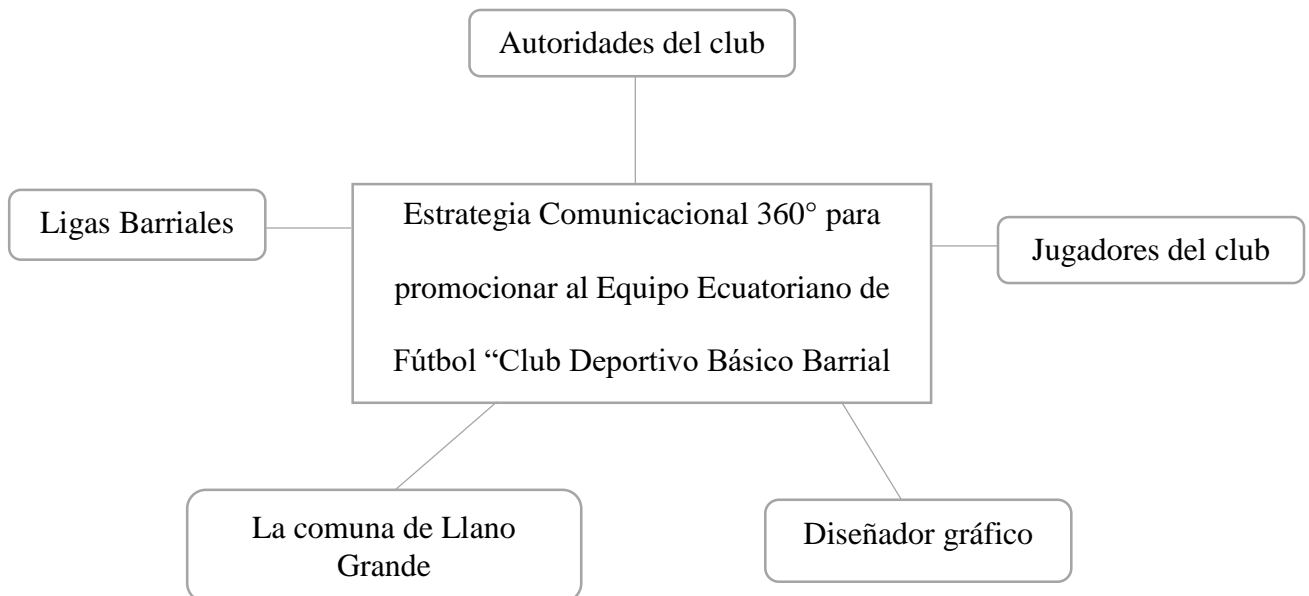 Autoridades del club
Ligas Barriales
Estrategia Comunicacional 360° para
promocionar al Equipo Ecuatoriano de
Fútbol “Club Deportivo Básico Barrial
Jugadores del club
La comuna de Llano
Grande
Diseñador gráfico